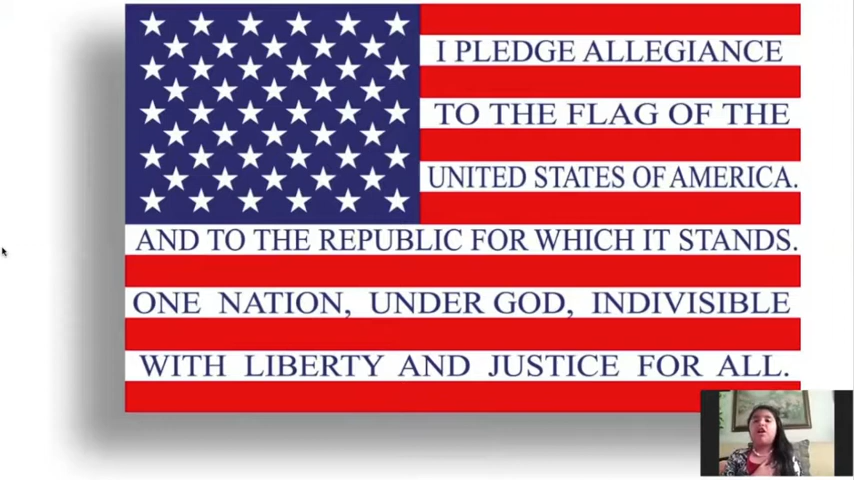 I PLEDGE ALLEGIANCE
TO THE FLAG OF THE
UNITED STATES OF AMERICA.
AND TO THE REPUBLIC FOR WHICH IT STANDS.
ONE NATION, UNDER GOD, INDIVISIBLE
WITH LIBERTY AND JUSTICE FOR ALL.